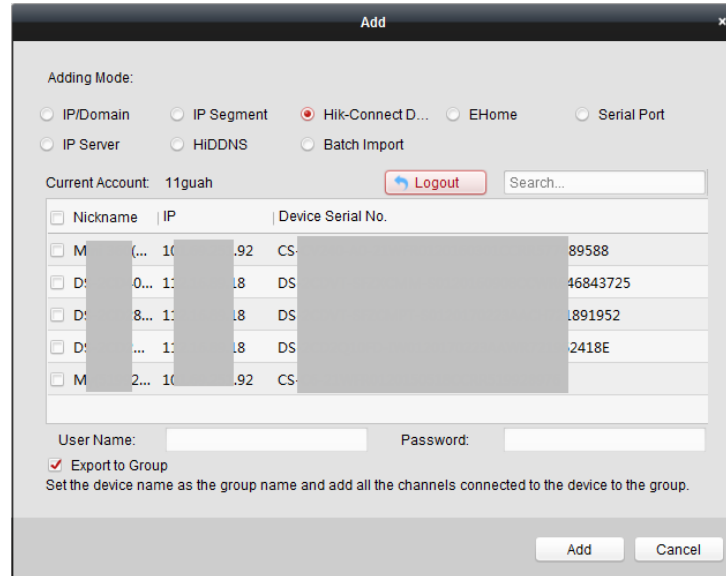 Add
Adding Mode:
IP/Domain IP Segment Hik-Connect D... EHome Serial Port
IP Server HiDDNS Batch Import
Current Account: 11guah Logout Search...
Nickname IP Device Serial No.
M (... 10 .92 CS- 89588
DS 0... 11 18 DS 46843725
DS 8... 11 18 DS 1891952
DS ... 11 18 DS 2418E
M 2... 10 .92 CS-
User Name: Password:
Export to Group
Set the device name as the group name and add all the channels connected to the device to the group.
Add Cancel